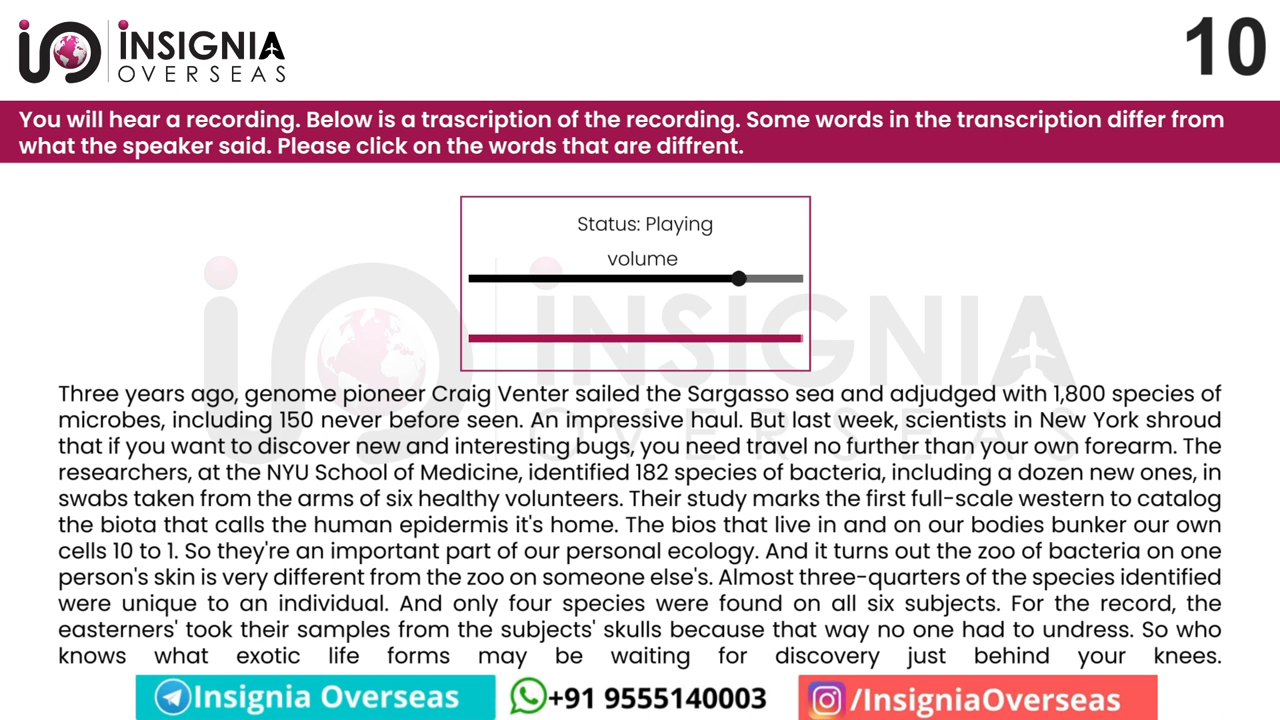 iNSIGNIA
OVERSEAS
10
You will hear a recording. Below is a trascription of the recording. Some words in the transcription differ from
what the speaker said. Please click on the words that are diffrent.
Status: Playing
volume
iNSIGNIA
OVERSEAS
Three years ago, genome pioneer Craig Venter sailed the Sargasso sea and adjudged with 1,800 species of
microbes, including 150 never before seen. An impressive haul. But last week, scientists in New York shroud
that if you want to discover new and interesting bugs, you need travel no further than your own forearm. The
researchers, at the NYU School of Medicine, identified 182 species of bacteria, including a dozen new ones, in
swabs taken from the arms of six healthy volunteers. Their study marks the first full-scale western to catalog
the biota that calls the human epidermis it's home. The bios that live in and on our bodies bunker our own
cells 10 to 1. So they're an important part of our personal ecology. And it turns out the zoo of bacteria on one
person's skin is very different from the zoo on someone else's. Almost three-quarters of the species identified
were unique to an individual. And only four species were found on all six subjects. For the record, the
easterners' took their samples from the subjects' skulls because that way no one had to undress. So who
knows what exotic life forms may be waiting for discovery just behind your knees.
Insignia Overseas
+91 9555140003
/InsigniaOverseas